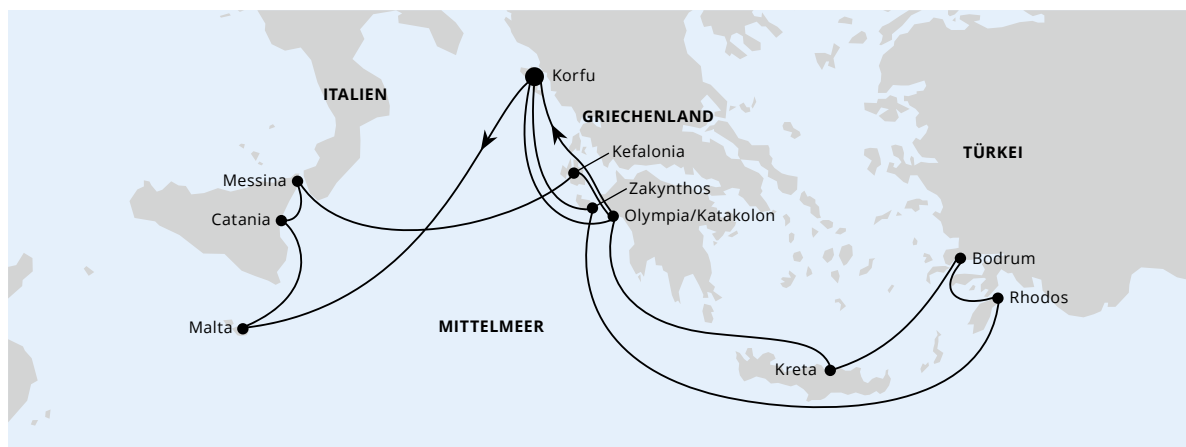 Korfu
ITALIEN
GRIECHENLAND
Kefalonia
TÜRKEI
Messina
Zakynthos
Catania
Olympia/Katakolon
Bodrum
Rhodos
Malta
MITTELMEER
Kreta